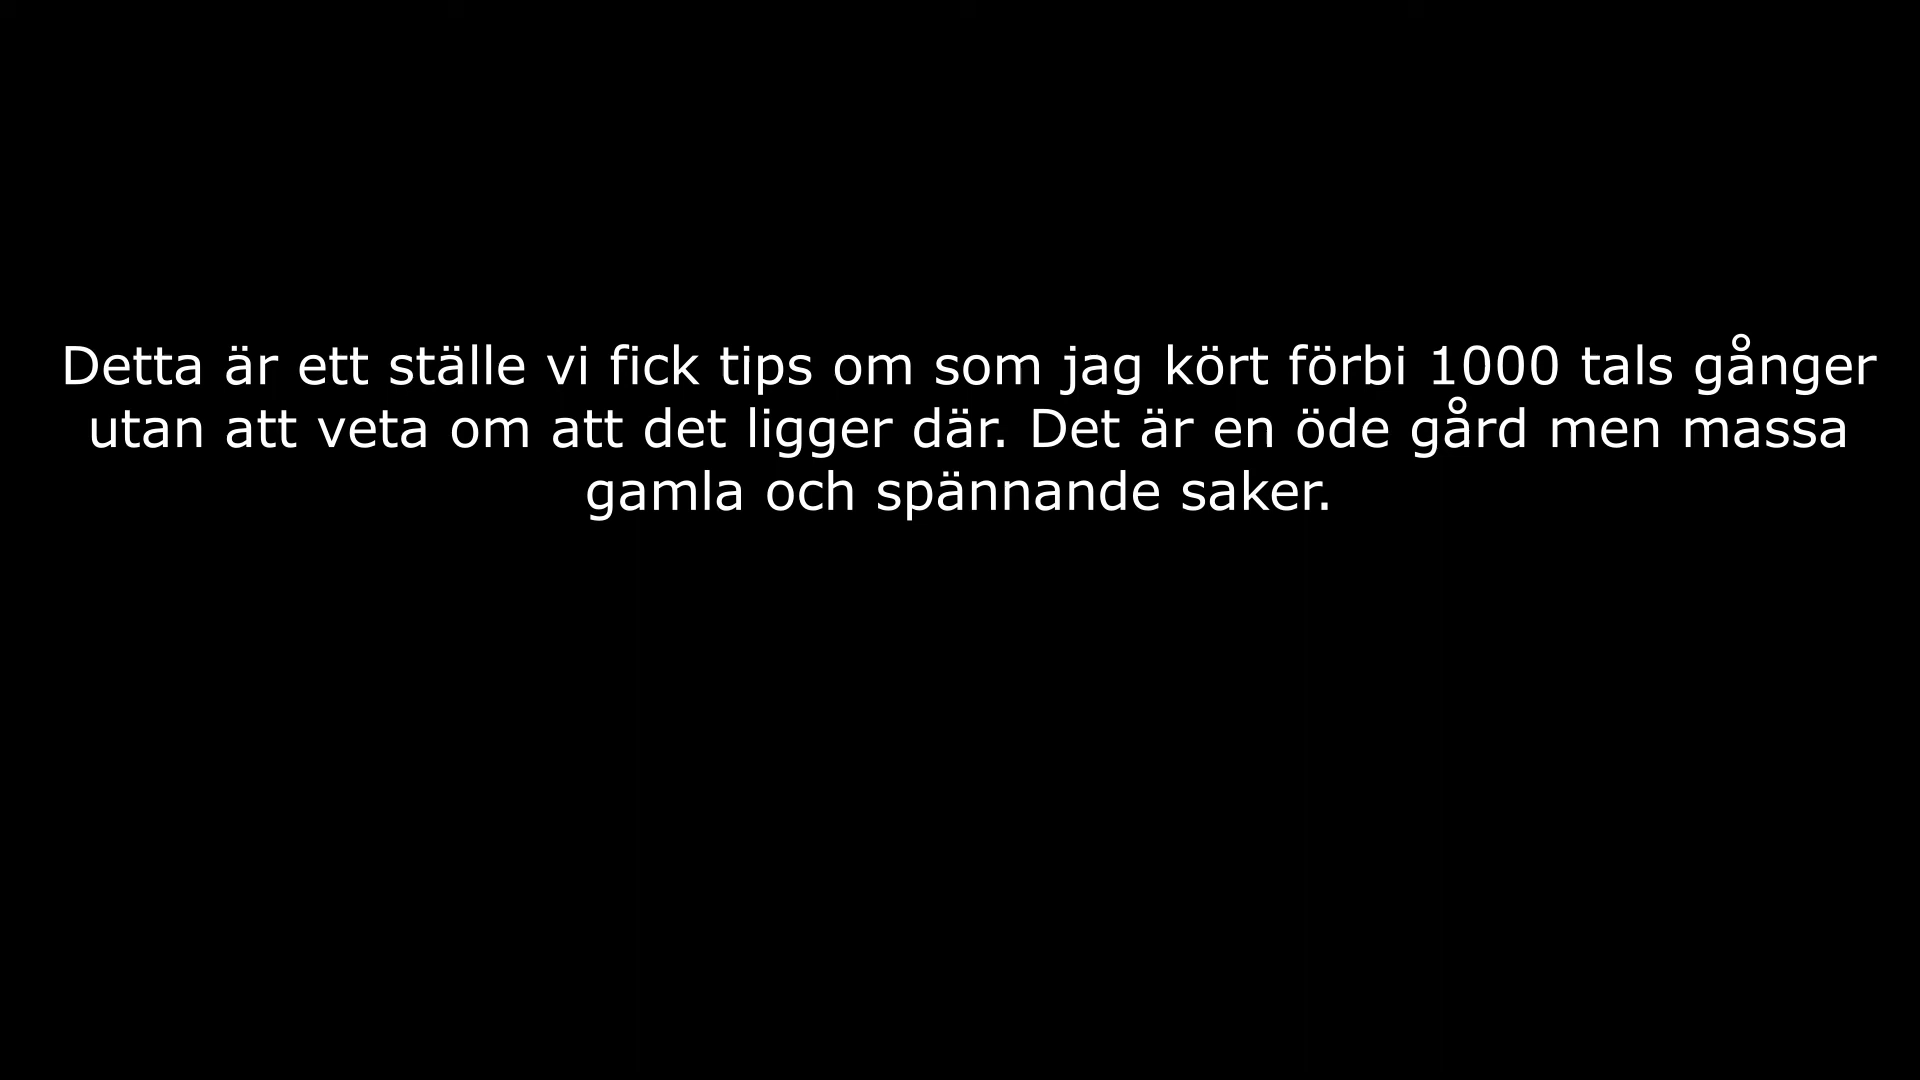 Detta är ett ställe vi fick tips om som jag kört förbi 1000 tals gånger
utan att veta om att det ligger där. Det är en öde gård men massa
gamla och spännande saker.